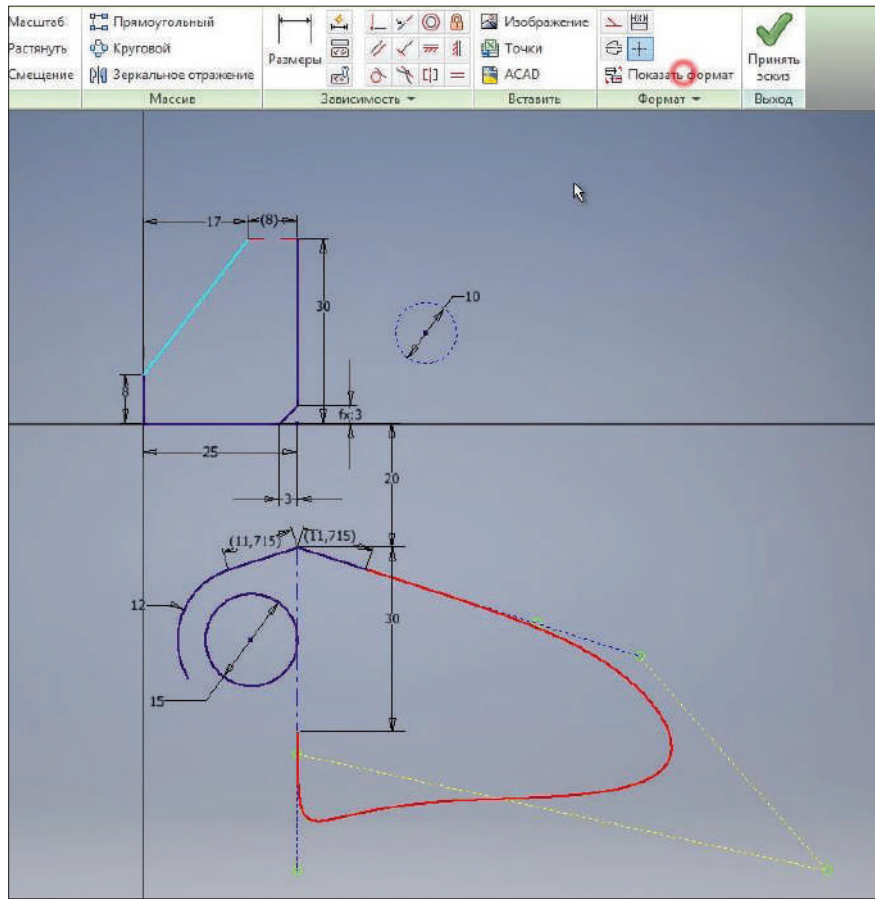 Масштаб
Растянуть
Смещение
Прямоугольный
Круговой
Зеркальное отражение
Массив
Размеры
Зависимость
Изображение
Точки
ACAD
Вставить
Показать формат
Формат
Принять
эскиз
Выход
17
(8)
30
10
8
fx:3
25
20
3
(11,715)
(11,715)
12
30
15